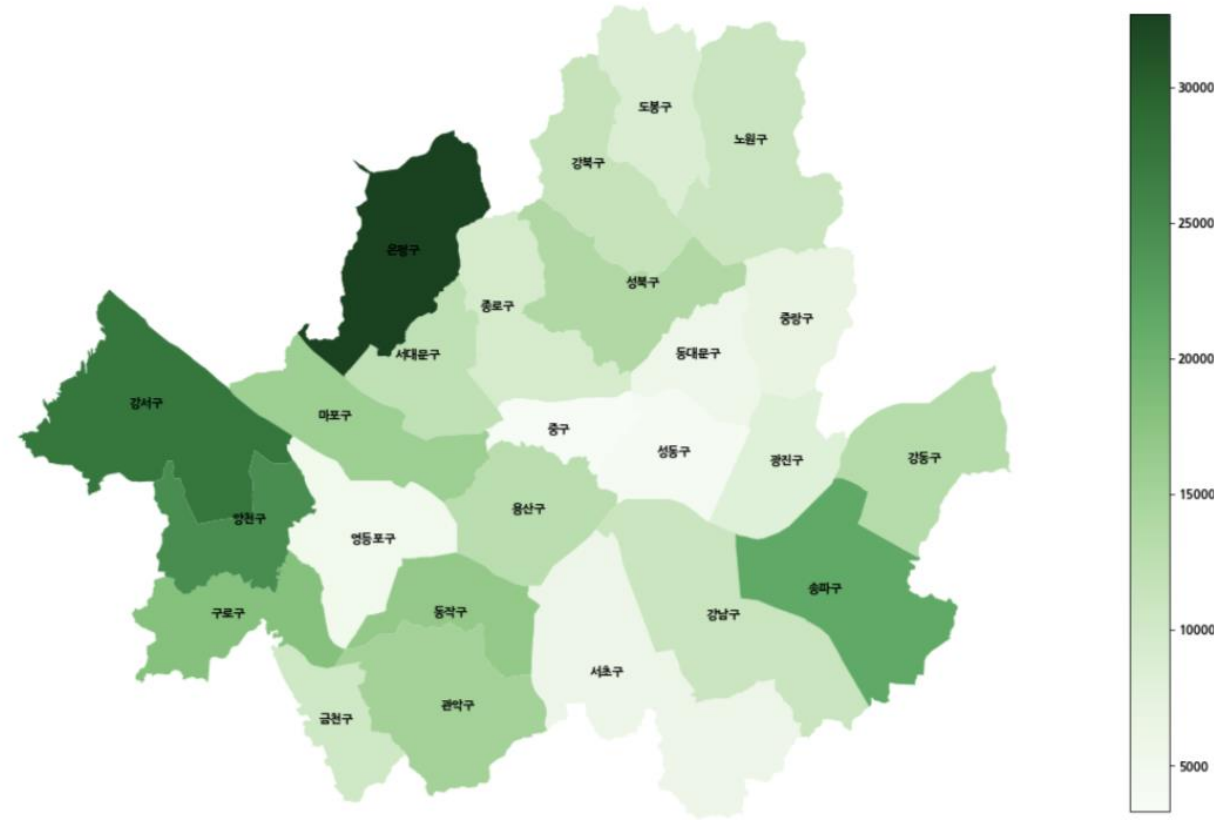 도봉구
노원구
강북구
은평구
성북구
종로구
중랑구
동대문구
서대문구
강서구
마포구
중구
성동구
광진구
강동구
용산구
양천구
영등포구
송파구
구로구
동작구
강남구
서초구
관악구
금천구
30000
25000
20000
15000
10000
5000